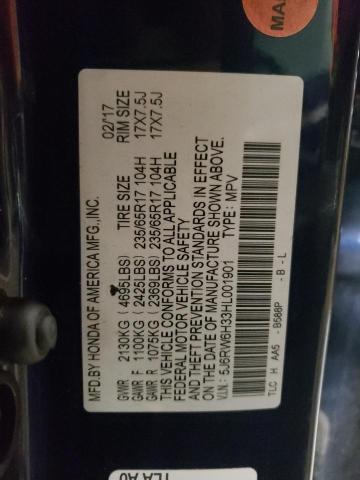 MFD.BY HONDA OF AMERICA MFG.,INC. 02/17
TIRE SIZE RIM SIZE
GVWR 2130KG (4695LBS)
GAWR F 1100KG (2425LBS) 235/65R17 104H 17X7.5J
GAWR R 1075KG (2369LBS) 235/65R17 104H 17X7.5J
THIS VEHICLE CONFORMS TO ALL APPLICABLE
FEDERAL MOTOR VEHICLE SAFETY
AND THEFT PREVENTION STANDARDS IN EFFECT
ON THE DATE OF MANUFACTURE SHOWN ABOVE.
V.I.N.: 5J6RW6H33HL001901 TYPE: MPV
TLC H AA5 - B588P - B - L
MA
TLA A0